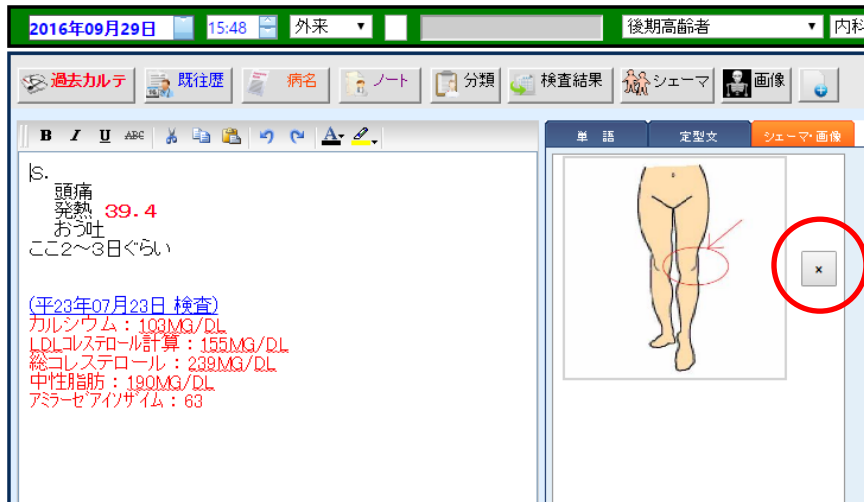 2016年09月29日 15:48 外来 後期高齢者 内科
過去カルテ 既往歴 病名 ノート 分類 検査結果 シェーマ 画像
B I U ABC A
単語 定型文 シェーマ・画像
S.
頭痛
発熱 39.4
おう吐
ここ2～3日ぐらい
(平23年07月23日 検査)
カルシウム：103MG/DL
LDLコレステロール計算：155MG/DL
総コレステロール：239MG/DL
中性脂肪：190MG/DL
アミラーゼアイソザイム：63
×